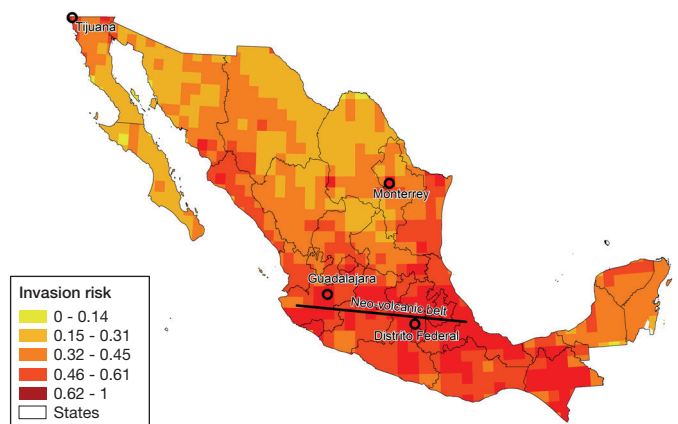 Tijuana
Monterrey
Guadalajara
Neo-volcanic belt
Distrito Federal
Invasion risk
0 - 0.14
0.15 - 0.31
0.32 - 0.45
0.46 - 0.61
0.62 - 1
States